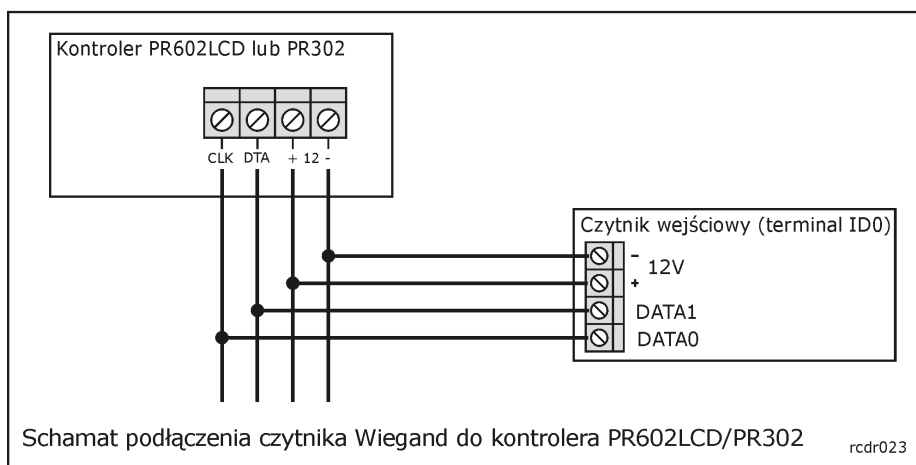 Kontroler PR602LCD lub PR302
CLK DTA + 12 -
Czytnik wejściowy (terminal ID0)
-
12V
+
DATA1
DATA0
Schamat podłączenia czytnika Wiegand do kontrolera PR602LCD/PR302
rcdr023